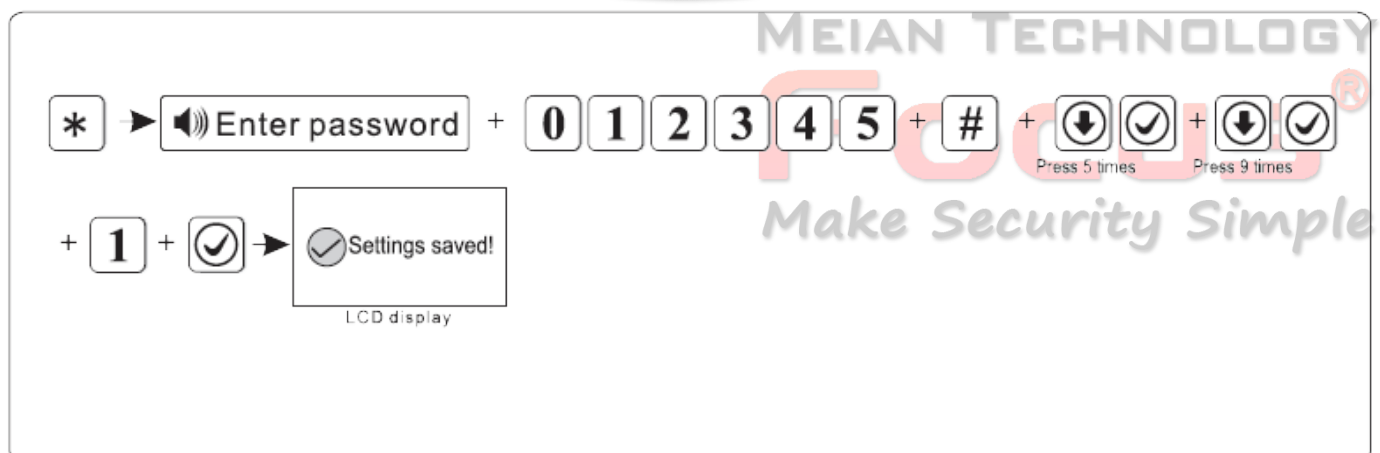 MEIAN TECHNOLOGY
FOCUS®
* Enter password + 0 1 2 3 4 5 + # + +
Press 5 times Press 9 times
Make Security Simple
+ 1 + Settings saved!
LCD display